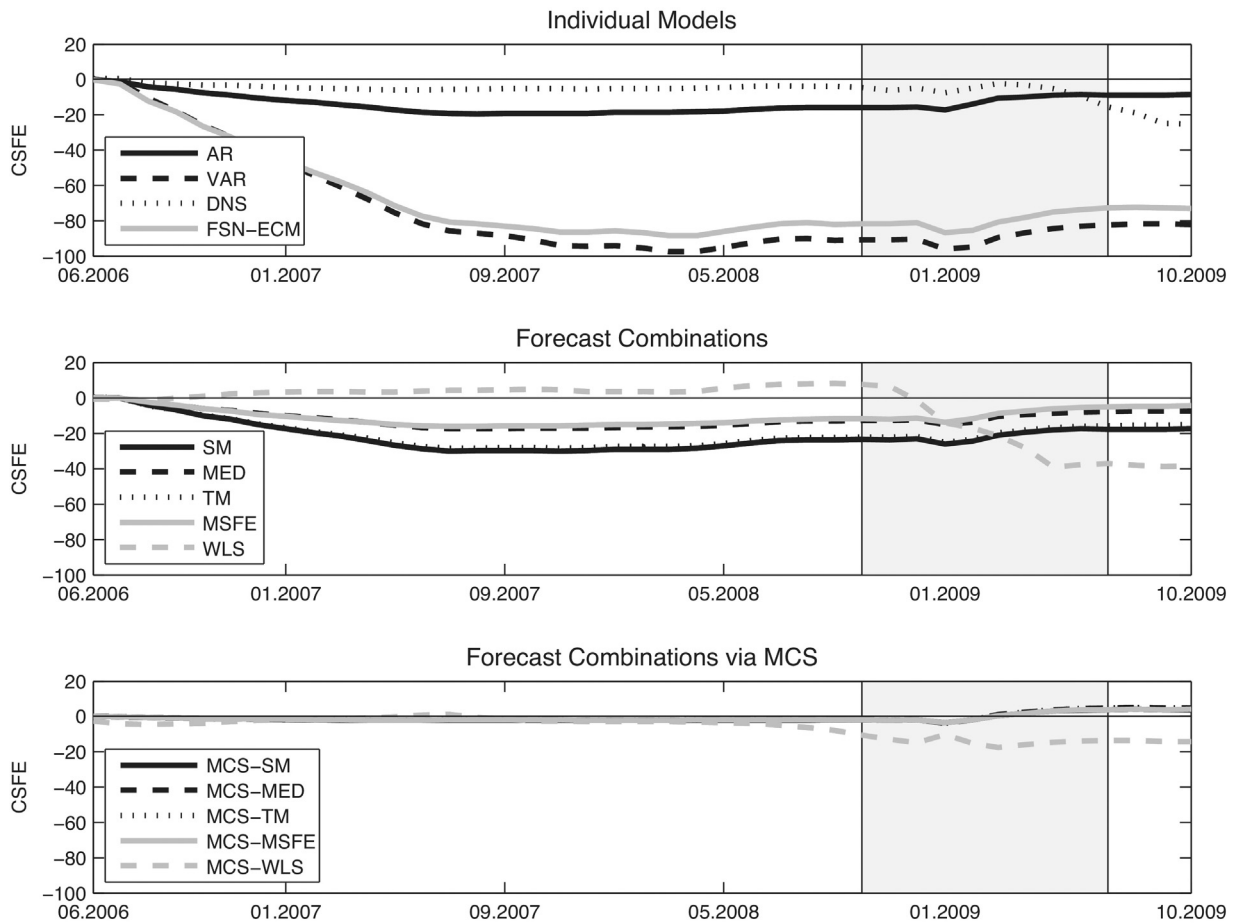 Individual Models
20
0
−20
−40
−60
−80
−100
CSFE
AR
VAR
DNS
FSN−ECM
06.2006 01.2007 09.2007 05.2008 01.2009 10.2009
Forecast Combinations
20
0
−20
−40
−60
−80
−100
CSFE
SM
MED
TM
MSFE
WLS
06.2006 01.2007 09.2007 05.2008 01.2009 10.2009
Forecast Combinations via MCS
20
0
−20
−40
−60
−80
−100
CSFE
MCS−SM
MCS−MED
MCS−TM
MCS−MSFE
MCS−WLS
06.2006 01.2007 09.2007 05.2008 01.2009 10.2009